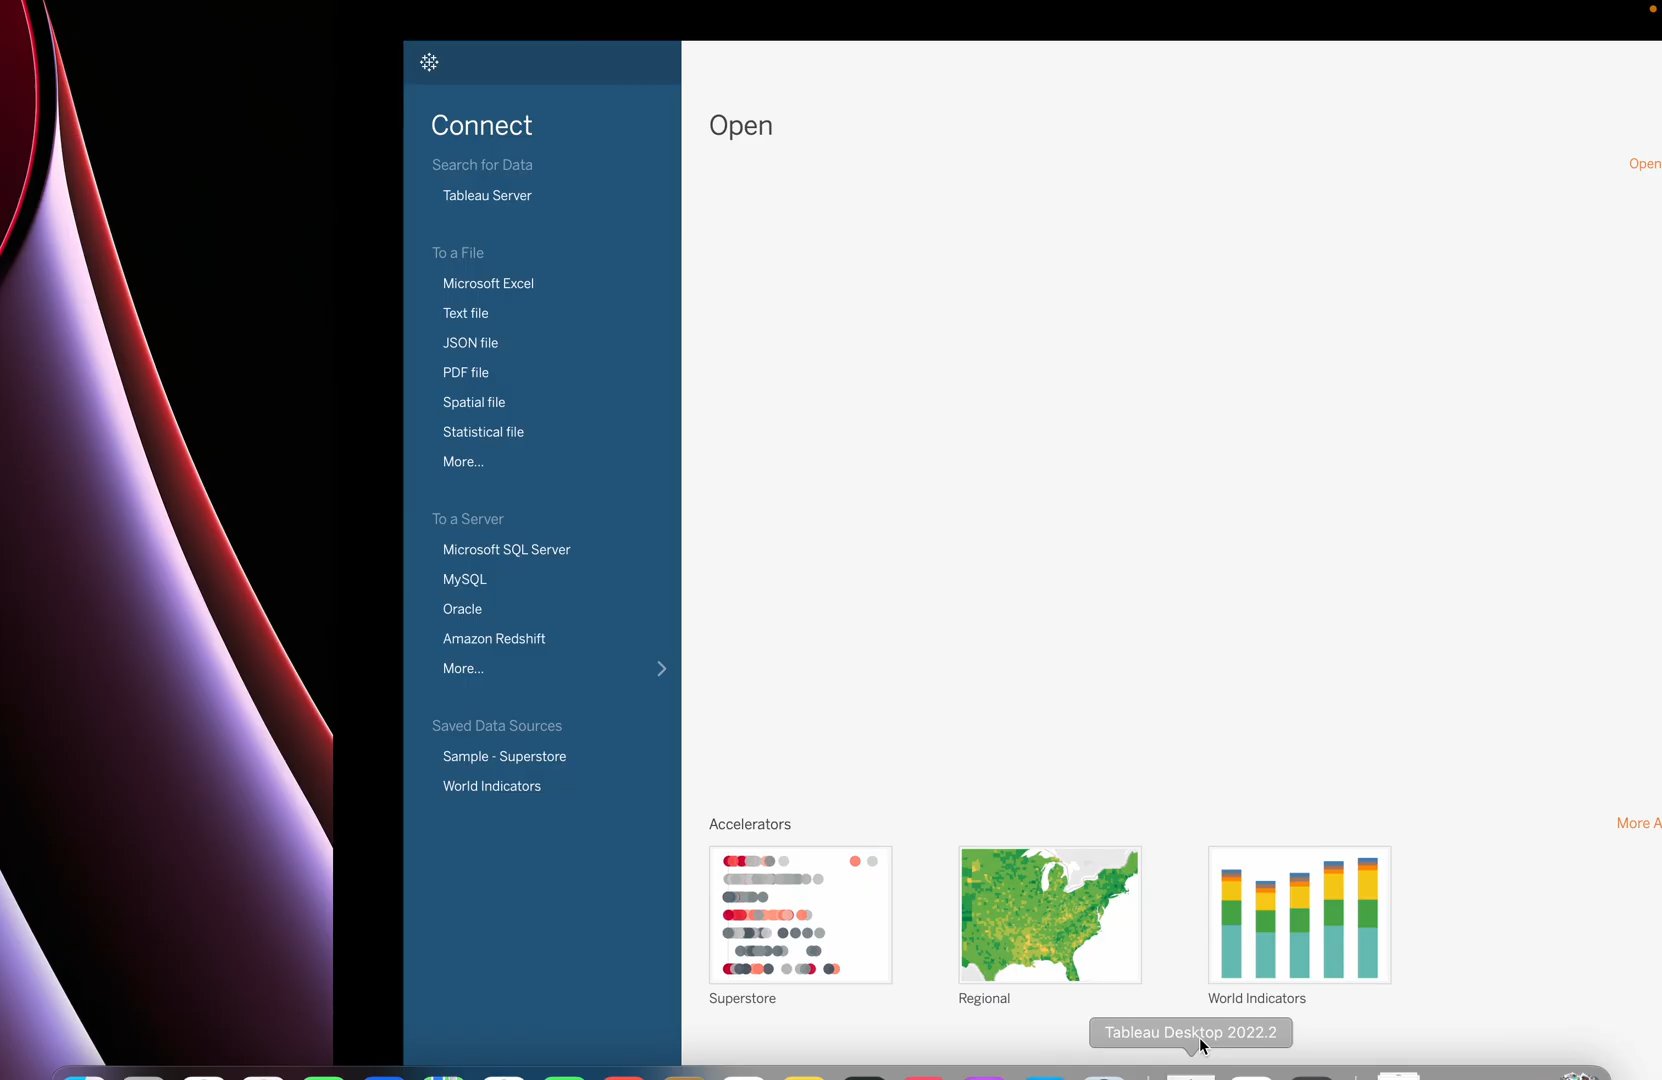 Connect
Search for Data
Tableau Server
To a File
Microsoft Excel
Text file
JSON file
PDF file
Spatial file
Statistical file
More...
To a Server
Microsoft SQL Server
MySQL
Oracle
Amazon Redshift
More...
Saved Data Sources
Sample - Superstore
World Indicators
Open
Open
Accelerators
More A
Superstore
Regional
World Indicators
Tableau Desktop 2022.2